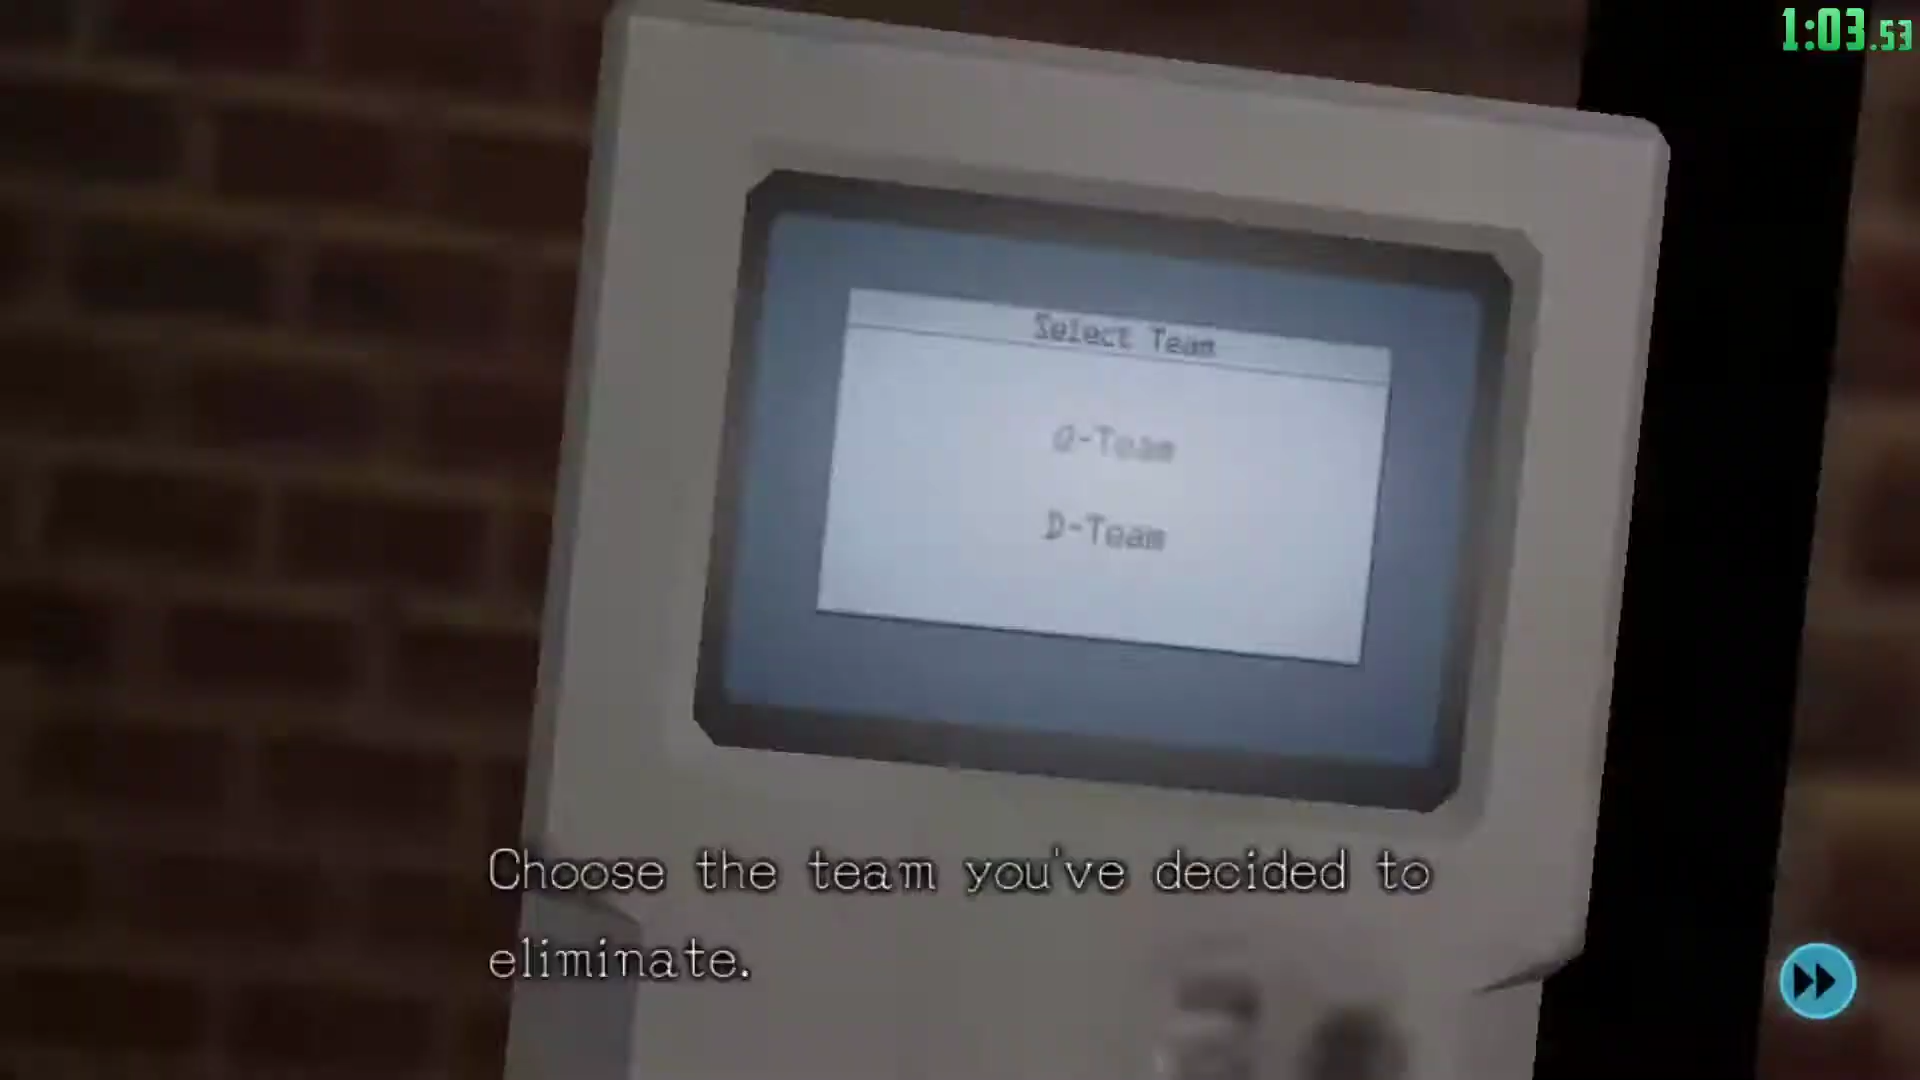 1:03.53
Select Team
Q-Team
D-Team
Choose the team you've decided to
eliminate.